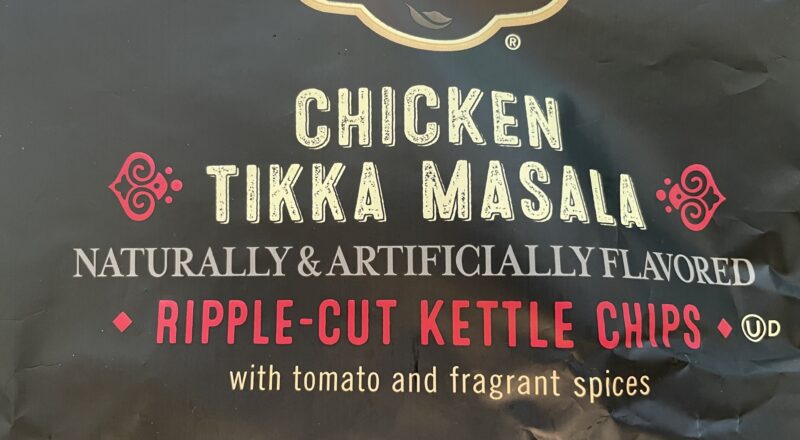 ®
CHICKEN
TIKKA MASALA
NATURALLY & ARTIFICIALLY FLAVORED
RIPPLE-CUT KETTLE CHIPS
U D
with tomato and fragrant spices